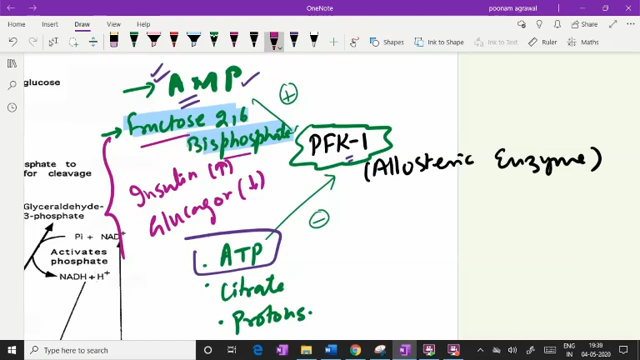 OneNote
poonam agrawal
Home Insert Draw View Help
Shapes Ink to Shape Ink to Text Ruler Maths
glucose
AMP
Fructose 2,6
Bisphosphate
+
PFK-1
(Allosteric Enzyme)
Insulin (↑)
Glucagon (↓)
sphate to
for cleavage
Glyceraldehyde-
3-phosphate
Pi + NAD+
Activates
phosphate
NADH + H+
−
ATP
• Citrate
• Protons.
Type here to search
ENG
IN
19:39
04-05-2020